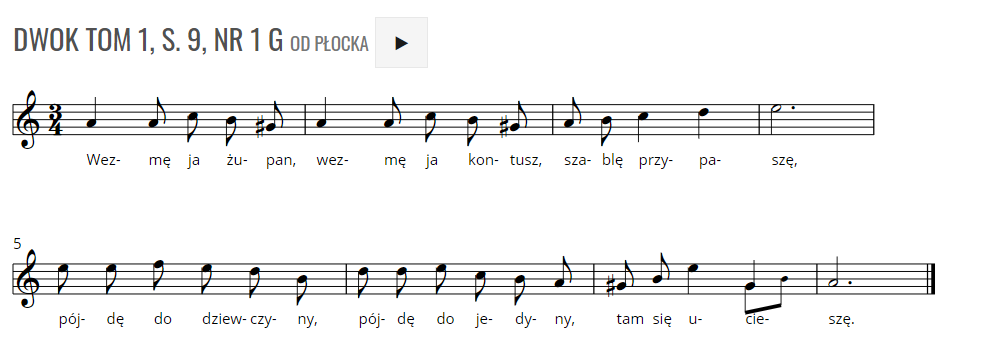 DWOK TOM 1, S. 9, NR 1 G OD PŁOCKA
3
4
Wez- mę ja żu- pan, wez- mę ja kon- tusz, sza- blę przy- pa- szę,
5
pój- dę do dziew- czy- ny, pój- dę do je- dy- ny, tam się u- cie- szę.